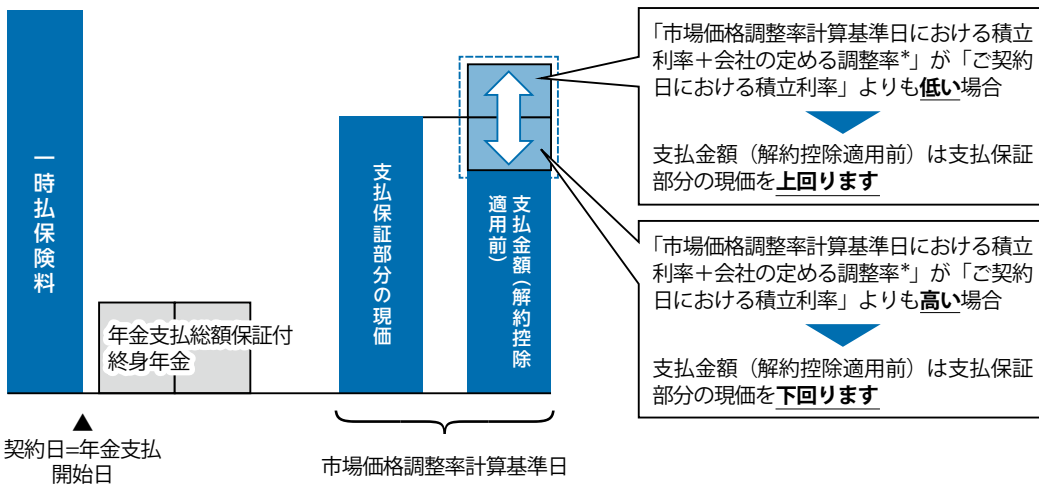 一時払保険料
年金支払総額保証付
終身年金
▲
契約日=年金支払
開始日
支払保証部分の現価
支払金額（解約控除
適用前）
市場価格調整率計算基準日
「市場価格調整率計算基準日における積立
利率＋会社の定める調整率*」が「ご契約
日における積立利率」よりも低い場合
支払金額（解約控除適用前）は支払保証
部分の現価を上回ります
「市場価格調整率計算基準日における積立
利率＋会社の定める調整率*」が「ご契約
日における積立利率」よりも高い場合
支払金額（解約控除適用前）は支払保証
部分の現価を下回ります